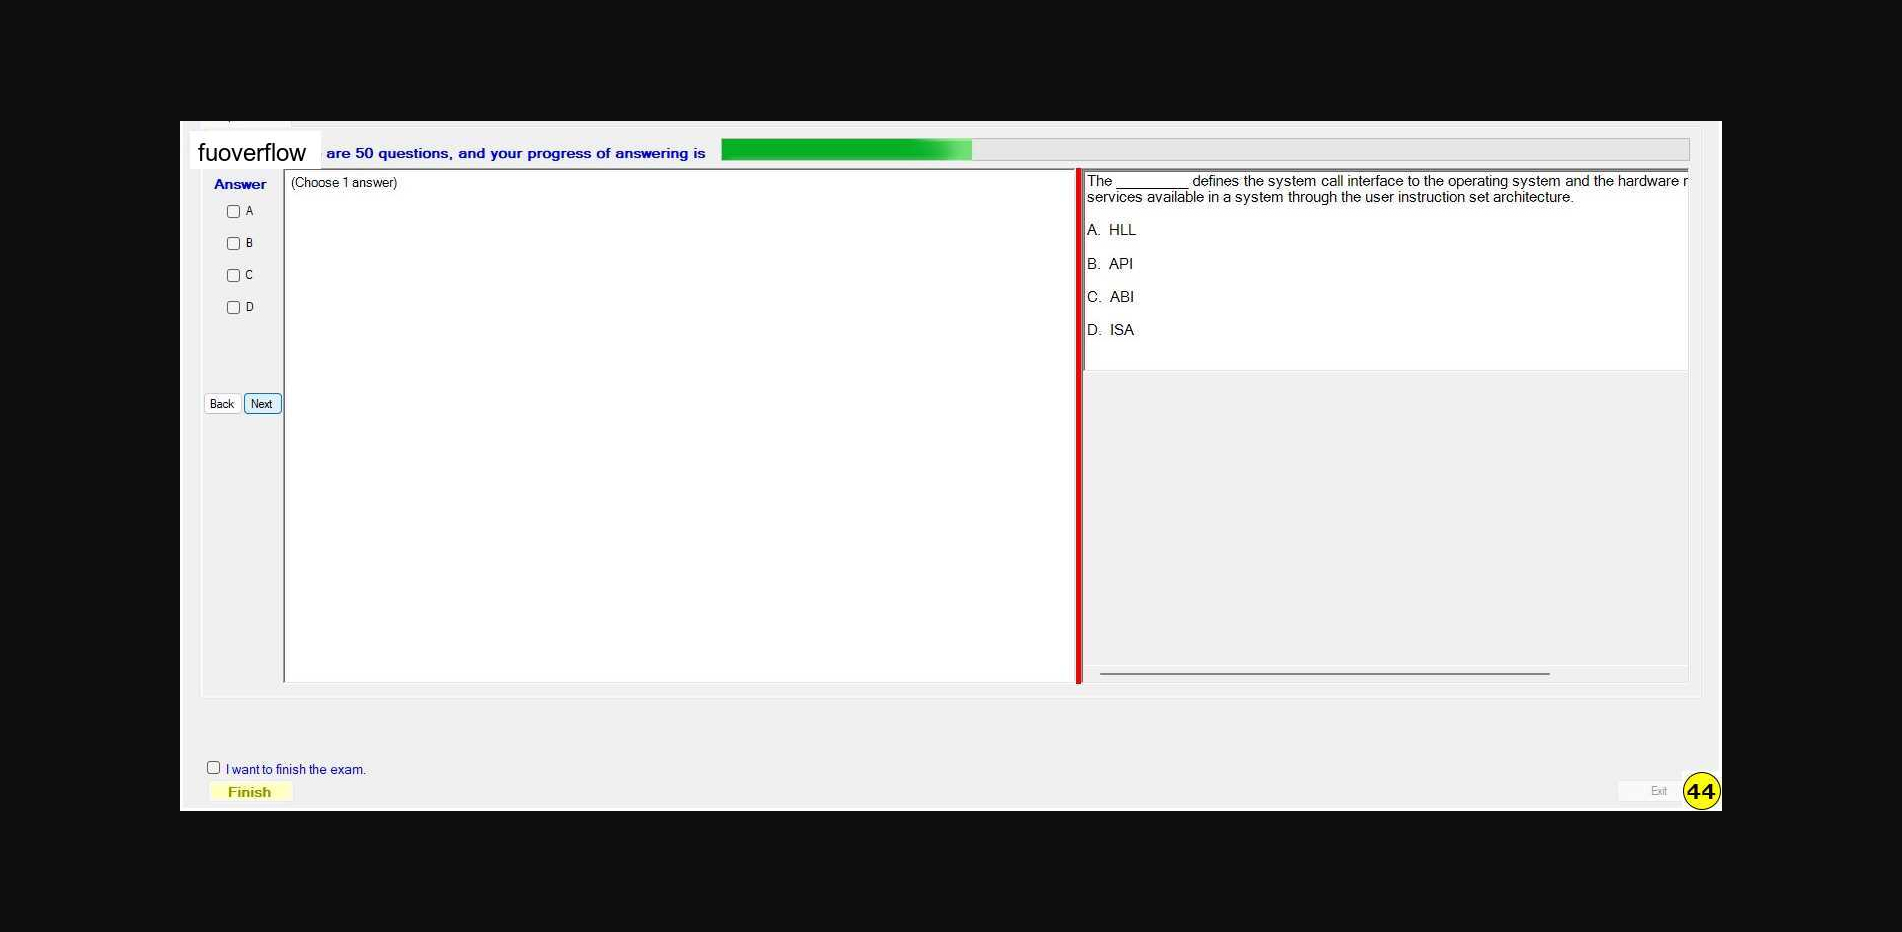 fuoverflow are 50 questions, and your progress of answering is
Answer
A
B
C
D
Back Next
(Choose 1 answer)
The _________ defines the system call interface to the operating system and the hardware r
services available in a system through the user instruction set architecture.
A. HLL
B. API
C. ABI
D. ISA
I want to finish the exam.
Finish
Exit
44